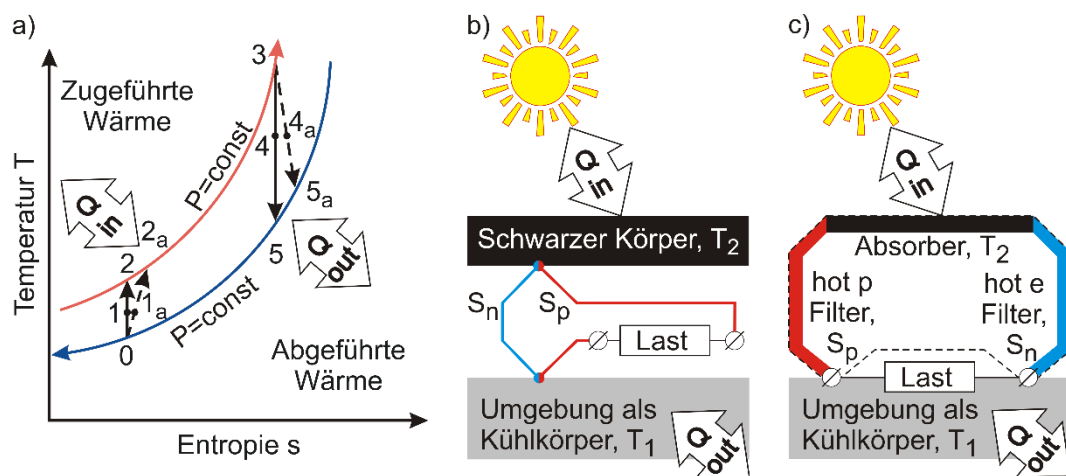 a)
Temperatur T
Zugeführte
Wärme
Q
in
P=const
P=const
3
4
4a
5a
5
Q
out
2a
2
1
1a
0
Abgeführte
Wärme
Entropie s
b)
Q
in
Schwarzer Körper, T2
Sn
Sp
Last
Umgebung als
Kühlkörper, T1
Q
out
c)
Q
in
Absorber, T2
hot p
Filter,
Sp
hot e
Filter,
Sn
Last
Umgebung als
Kühlkörper, T1
Q
out